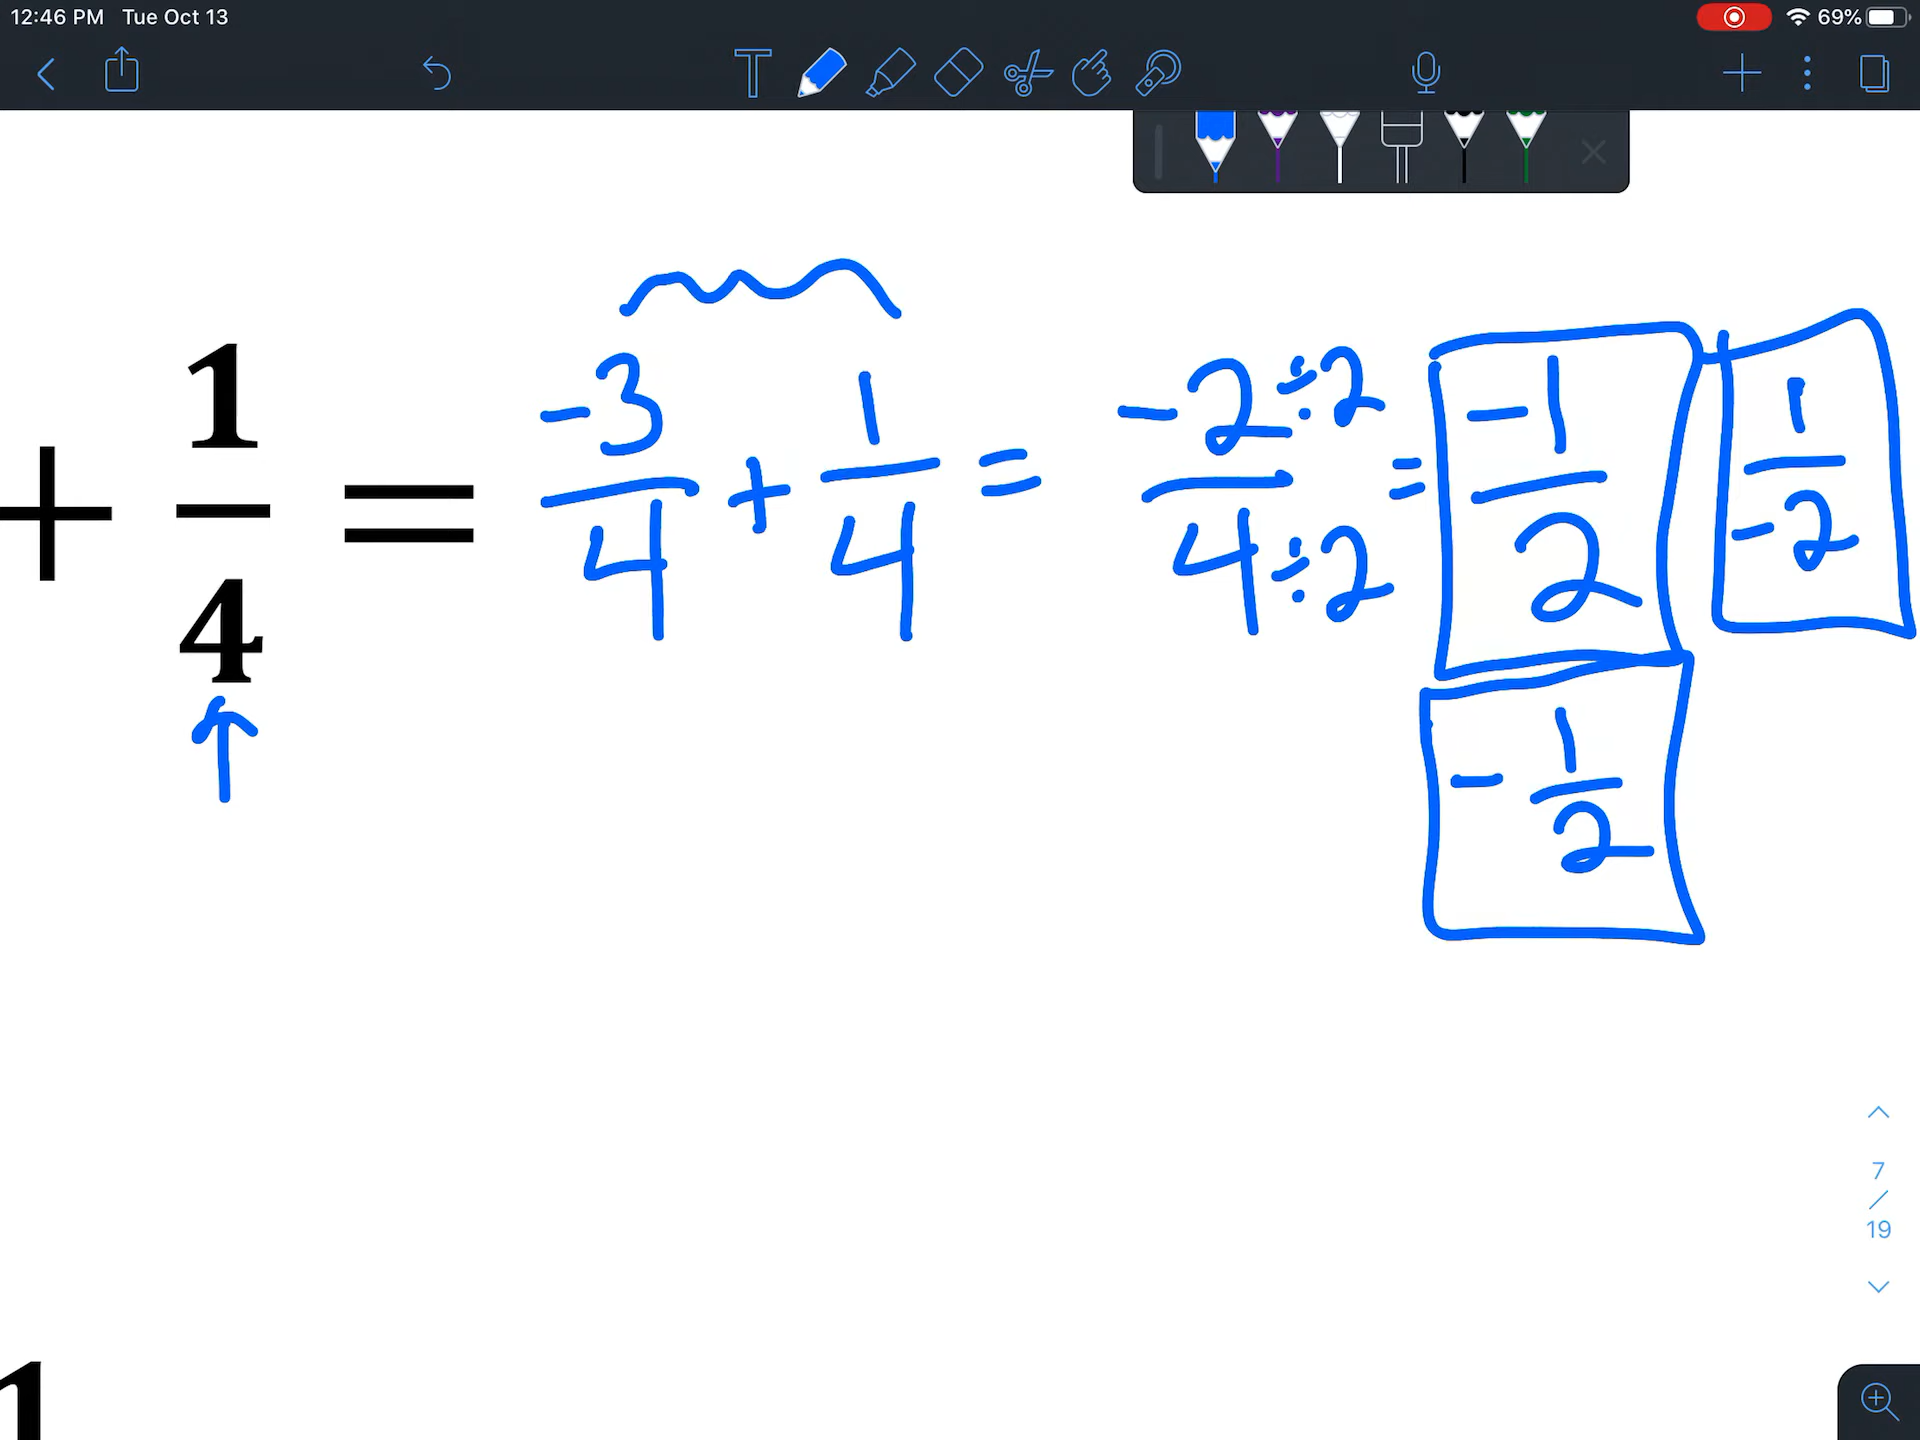 12:46 PM Tue Oct 13 69%
T
+ 1/4 = -3/4 + 1/4 = -2÷2/4÷2 = -1/2 1/-2
- 1/2
7
/
19
1